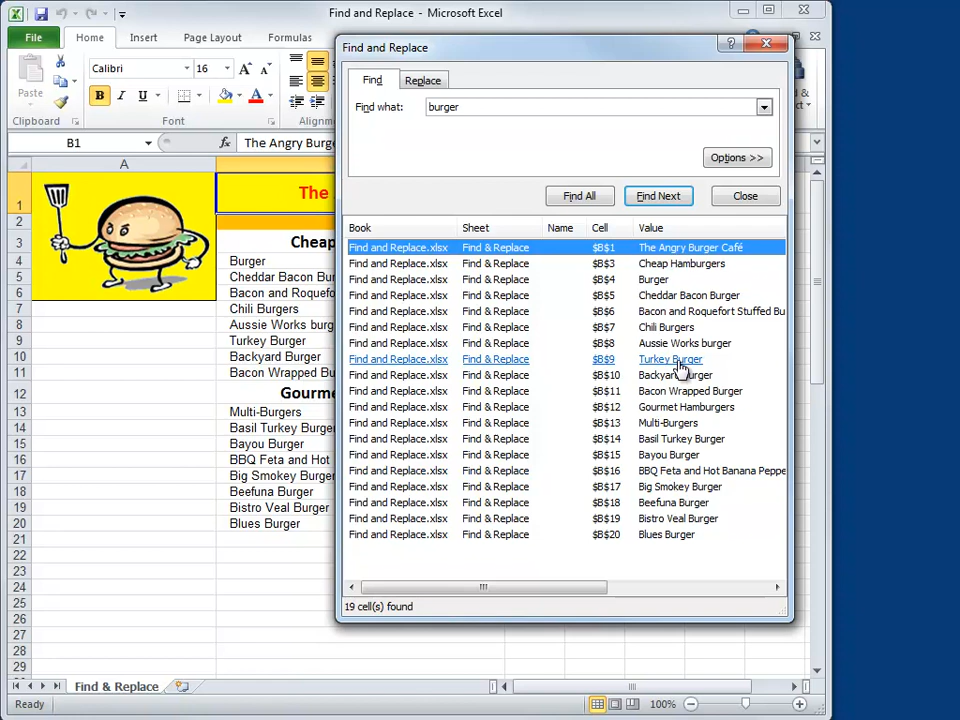 Find and Replace - Microsoft Excel
File Home Insert Page Layout Formulas
Paste
Calibri 16
B I U A A A
Clipboard Font Alignm
B1 fx The Angry Burge
A
1 The
2
3 Cheap
4 Burger
5 Cheddar Bacon Bur
6 Bacon and Roquefo
7 Chili Burgers
8 Aussie Works burg
9 Turkey Burger
10 Backyard Burger
11 Bacon Wrapped Bu
12 Gourme
13 Multi-Burgers
14 Basil Turkey Burger
15 Bayou Burger
16 BBQ Feta and Hot
17 Big Smokey Burger
18 Beefuna Burger
19 Bistro Veal Burger
20 Blues Burger
21
22
23
24
25
26
27
28
29
Find & Replace
Ready 100%
Find and Replace
Find Replace
Find what: burger
Options >>
Find All Find Next Close
Book Sheet Name Cell Value
Find and Replace.xlsx Find & Replace $B$1 The Angry Burger Café
Find and Replace.xlsx Find & Replace $B$3 Cheap Hamburgers
Find and Replace.xlsx Find & Replace $B$4 Burger
Find and Replace.xlsx Find & Replace $B$5 Cheddar Bacon Burger
Find and Replace.xlsx Find & Replace $B$6 Bacon and Roquefort Stuffed Bu
Find and Replace.xlsx Find & Replace $B$7 Chili Burgers
Find and Replace.xlsx Find & Replace $B$8 Aussie Works burger
Find and Replace.xlsx Find & Replace $B$9 Turkey Burger
Find and Replace.xlsx Find & Replace $B$10 Backyard Burger
Find and Replace.xlsx Find & Replace $B$11 Bacon Wrapped Burger
Find and Replace.xlsx Find & Replace $B$12 Gourmet Hamburgers
Find and Replace.xlsx Find & Replace $B$13 Multi-Burgers
Find and Replace.xlsx Find & Replace $B$14 Basil Turkey Burger
Find and Replace.xlsx Find & Replace $B$15 Bayou Burger
Find and Replace.xlsx Find & Replace $B$16 BBQ Feta and Hot Banana Peppe
Find and Replace.xlsx Find & Replace $B$17 Big Smokey Burger
Find and Replace.xlsx Find & Replace $B$18 Beefuna Burger
Find and Replace.xlsx Find & Replace $B$19 Bistro Veal Burger
Find and Replace.xlsx Find & Replace $B$20 Blues Burger
19 cell(s) found